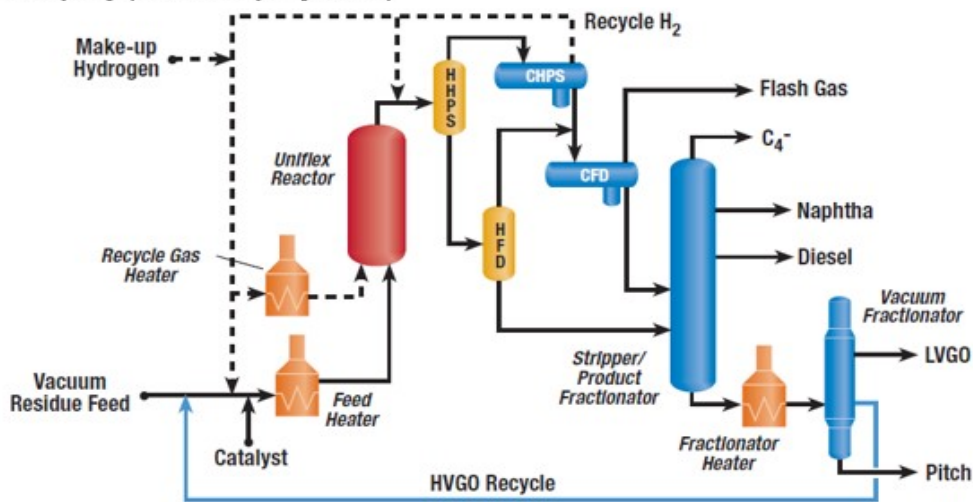 Recycle H2
Make-up
Hydrogen
HHPS
CHPS
Flash Gas
C4-
Uniflex
Reactor
CFD
Naphtha
HFD
Diesel
Recycle Gas
Heater
Vacuum
Fractionator
LVGO
Vacuum
Residue Feed
Feed
Heater
Stripper/
Product
Fractionator
Catalyst
Fractionator
Heater
HVGO Recycle
Pitch